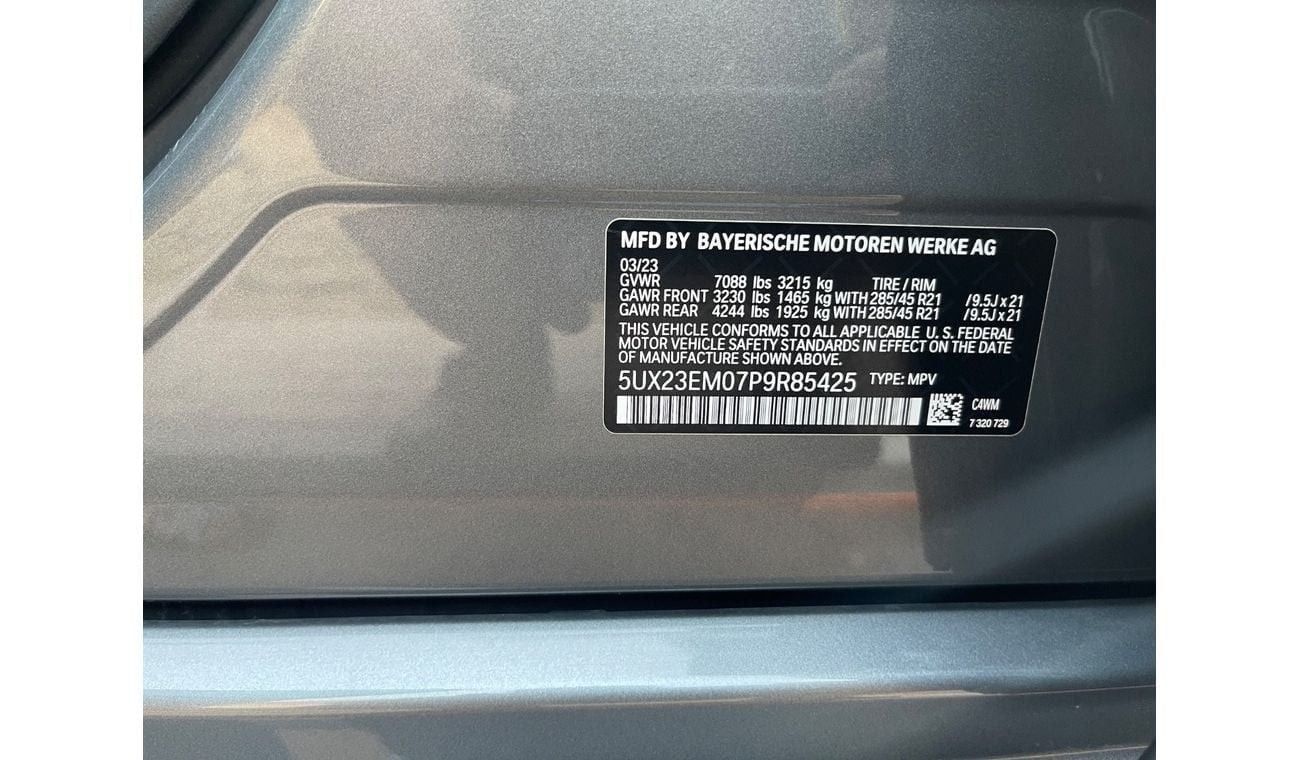 MFD BY BAYERISCHE MOTOREN WERKE AG
03/23
GVWR 7088 lbs 3215 kg TIRE / RIM
GAWR FRONT 3230 lbs 1465 kg WITH 285/45 R21 / 9.5J x 21
GAWR REAR 4244 lbs 1925 kg WITH 285/45 R21 / 9.5J x 21
THIS VEHICLE CONFORMS TO ALL APPLICABLE U. S. FEDERAL
MOTOR VEHICLE SAFETY STANDARDS IN EFFECT ON THE DATE
OF MANUFACTURE SHOWN ABOVE.
5UX23EM07P9R85425 TYPE: MPV
C4WM
7 320 729